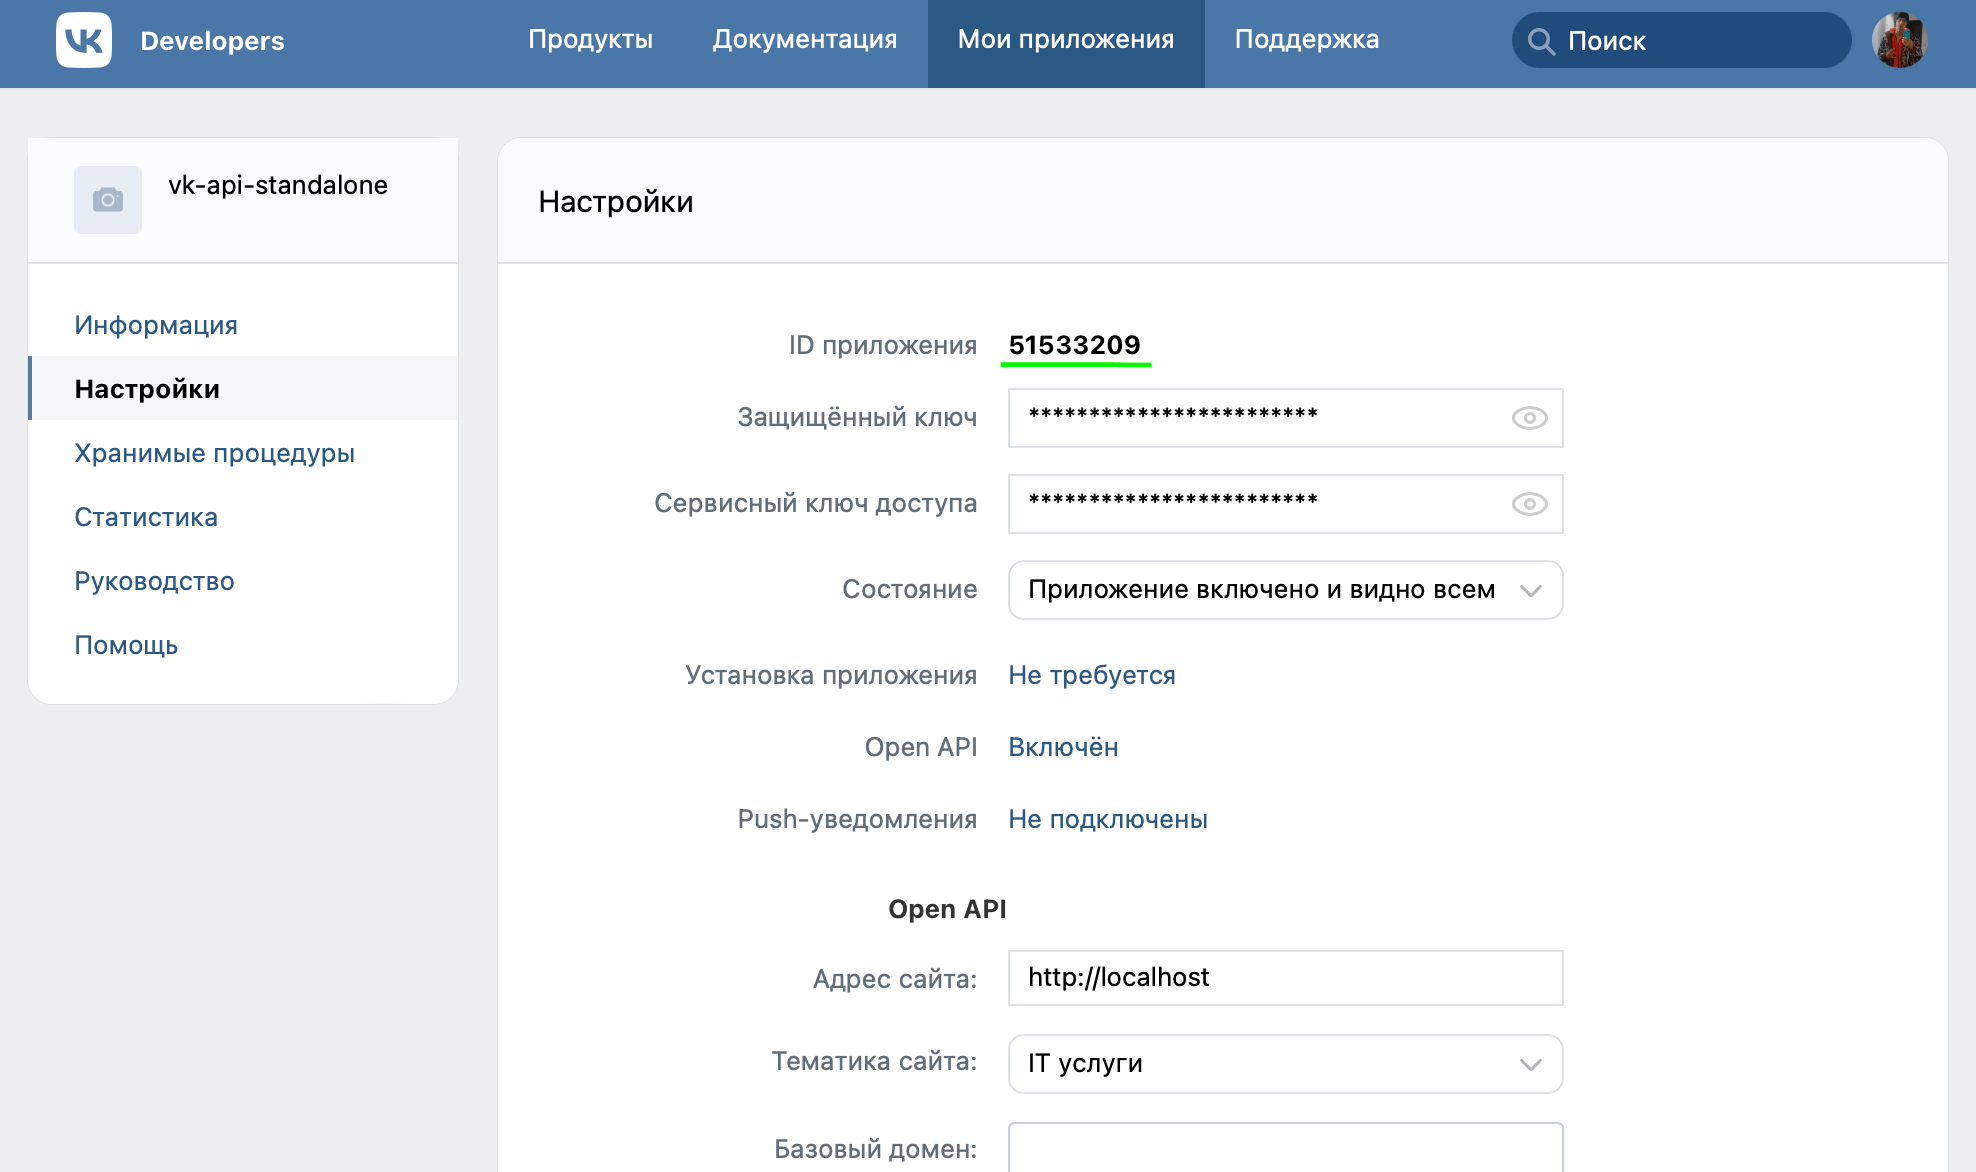 VK Developers Продукты Документация Мои приложения Поддержка Поиск
vk-api-standalone
Информация
Настройки
Хранимые процедуры
Статистика
Руководство
Помощь
Настройки
ID приложения 51533209
Защищённый ключ ************************
Сервисный ключ доступа ************************
Состояние Приложение включено и видно всем
Установка приложения Не требуется
Open API Включён
Push-уведомления Не подключены
Open API
Адрес сайта: http://localhost
Тематика сайта: IT услуги
Базовый домен: